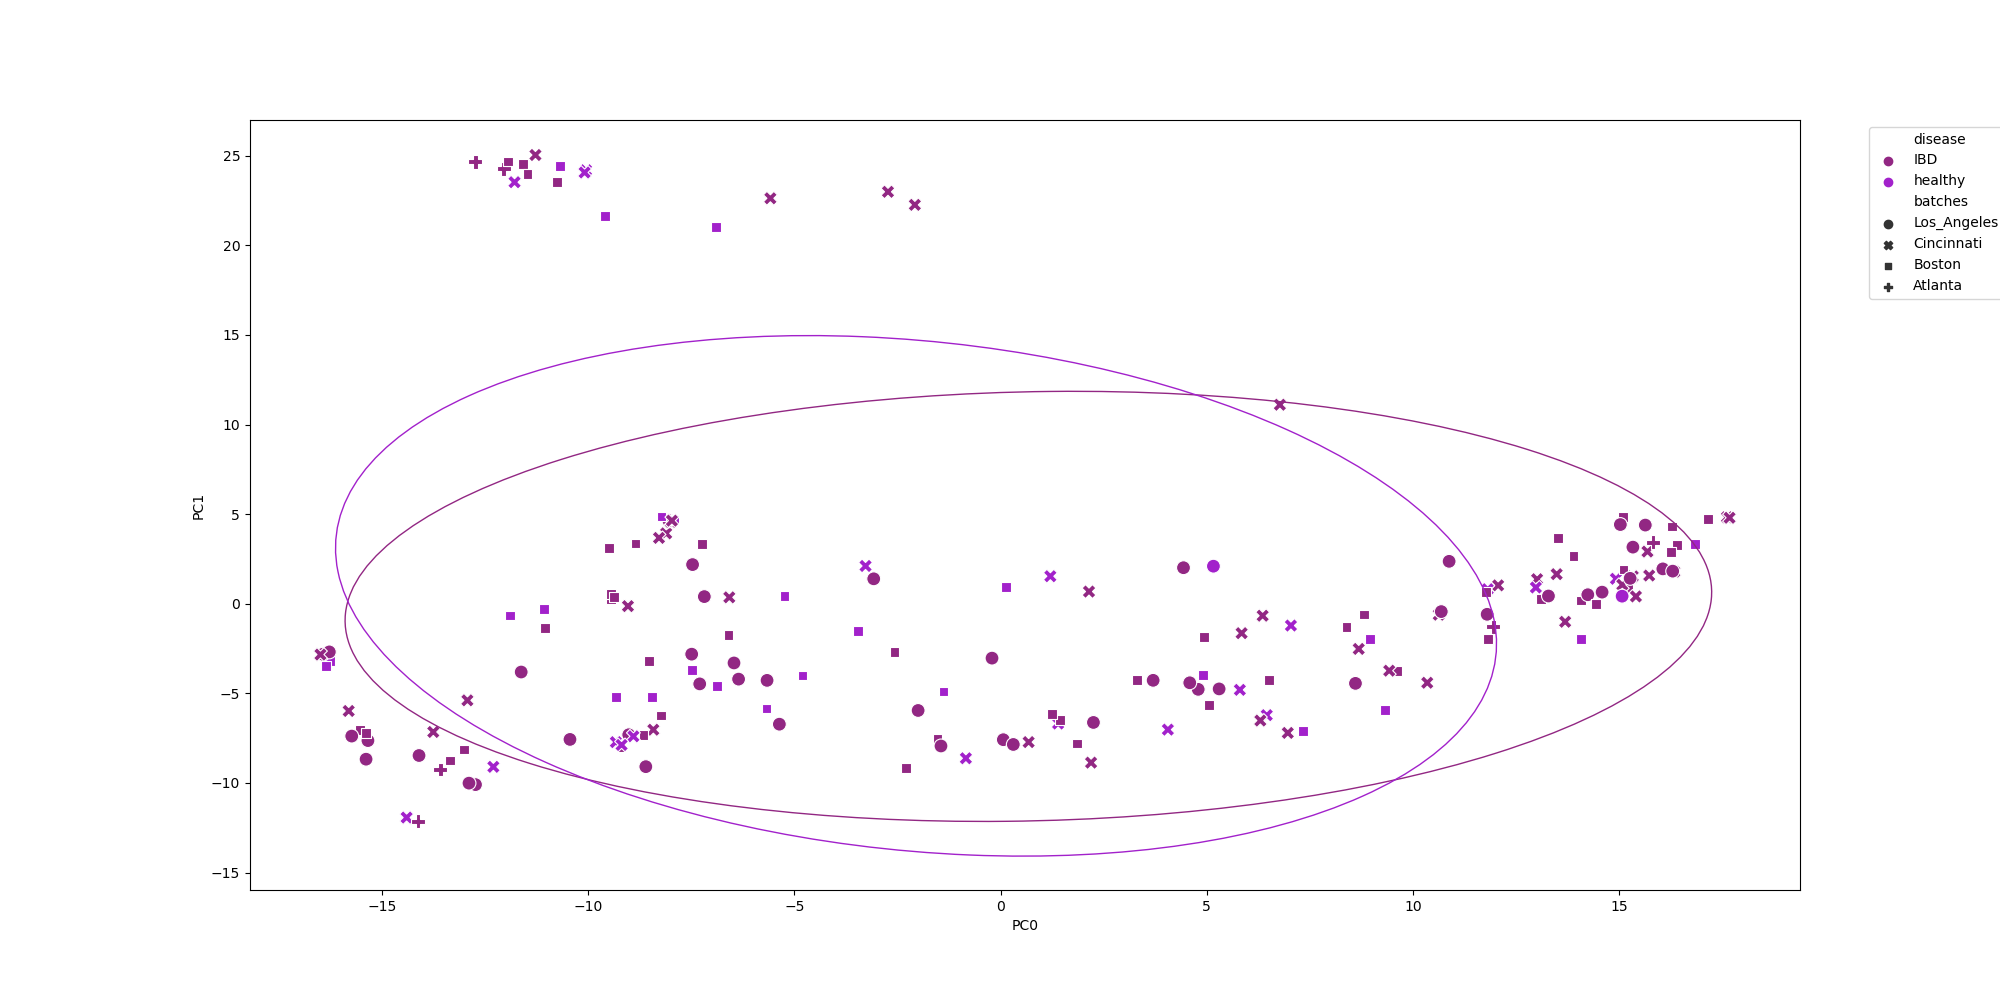 disease
IBD
healthy
batches
Los_Angeles
Cincinnati
Boston
Atlanta
25
20
15
10
5
0
−5
−10
−15
PC1
−15
−10
−5
0
5
10
15
PC0